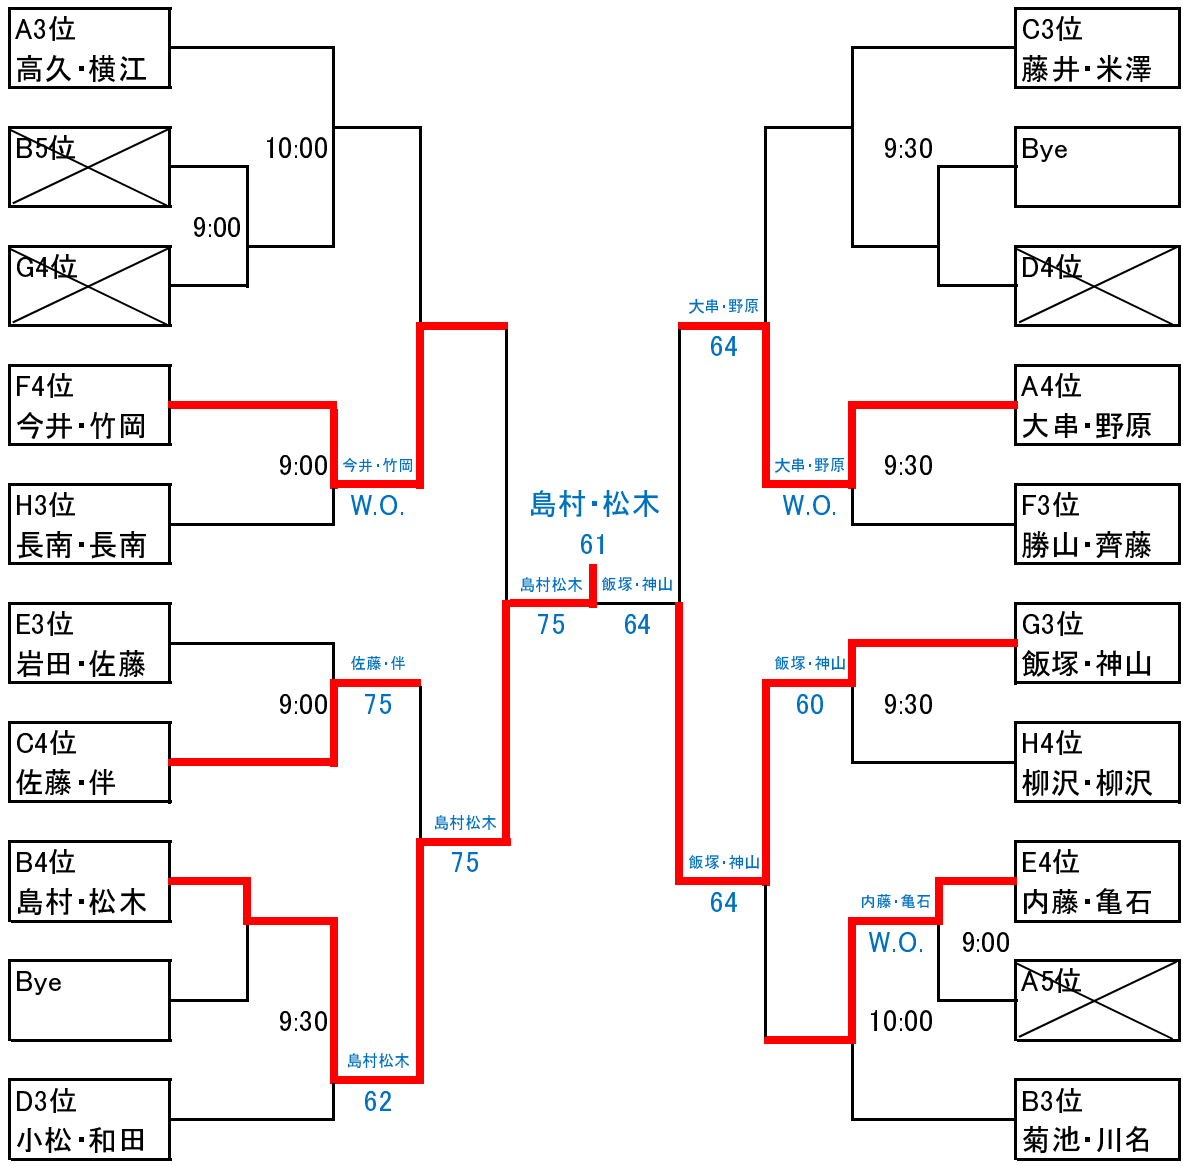 A3位
高久・横江
B5位
10:00
9:00
G4位
F4位
今井・竹岡
9:00
今井・竹岡
W.O.
H3位
長南・長南
E3位
岩田・佐藤
佐藤・伴
9:00
75
C4位
佐藤・伴
B4位
島村・松木
島村松木
75
Bye
9:30
島村松木
62
D3位
小松・和田
島村・松木
61
島村松木
75
飯塚・神山
64
C3位
藤井・米澤
9:30
Bye
D4位
大串・野原
64
A4位
大串・野原
大串・野原
9:30
W.O.
F3位
勝山・齊藤
G3位
飯塚・神山
飯塚・神山
60
9:30
H4位
柳沢・柳沢
飯塚・神山
64
E4位
内藤・亀石
内藤・亀石
W.O.
9:00
A5位
10:00
B3位
菊池・川名